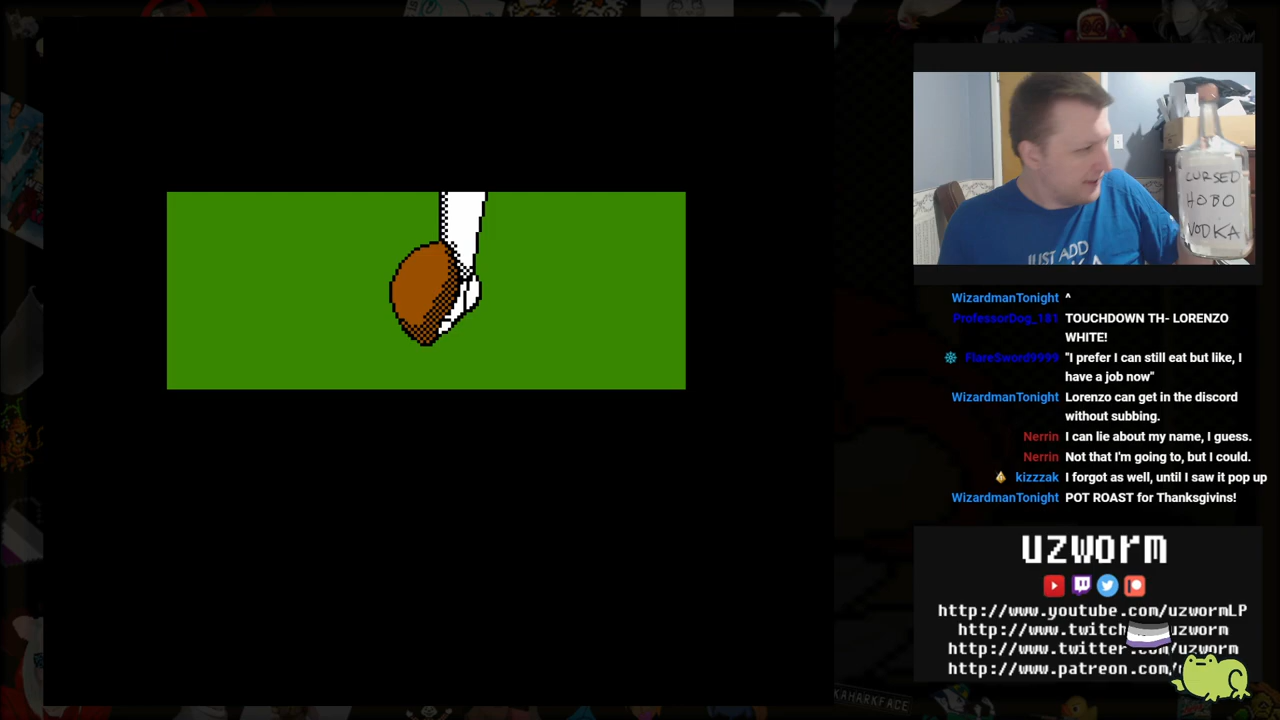 CURSED
HOBO
VODKA
JUST ADD
WizardmanTonight ^
ProfessorDog_181 TOUCHDOWN TH- LORENZO
WHITE!
FlareSword9999 "I prefer I can still eat but like, I
have a job now"
WizardmanTonight Lorenzo can get in the discord
without subbing.
Nerrin I can lie about my name, I guess.
Nerrin Not that I'm going to, but I could.
kizzzak I forgot as well, until I saw it pop up
WizardmanTonight POT ROAST for Thanksgivins!
uzworm
http://www.youtube.com/uzwormLP
http://www.twitch uzworm
http://www.twitter.com/uzworm
http://www.patreon.com/
KAHARKFACE